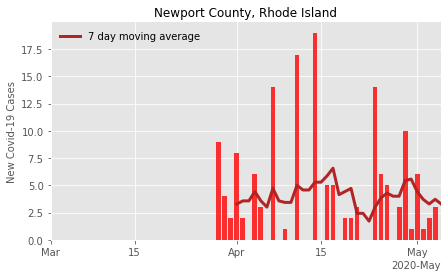 Newport County, Rhode Island
7 day moving average
New Covid-19 Cases
17.5
15.0
12.5
10.0
7.5
5.0
2.5
0.0
Mar
15
Apr
15
May
2020-May